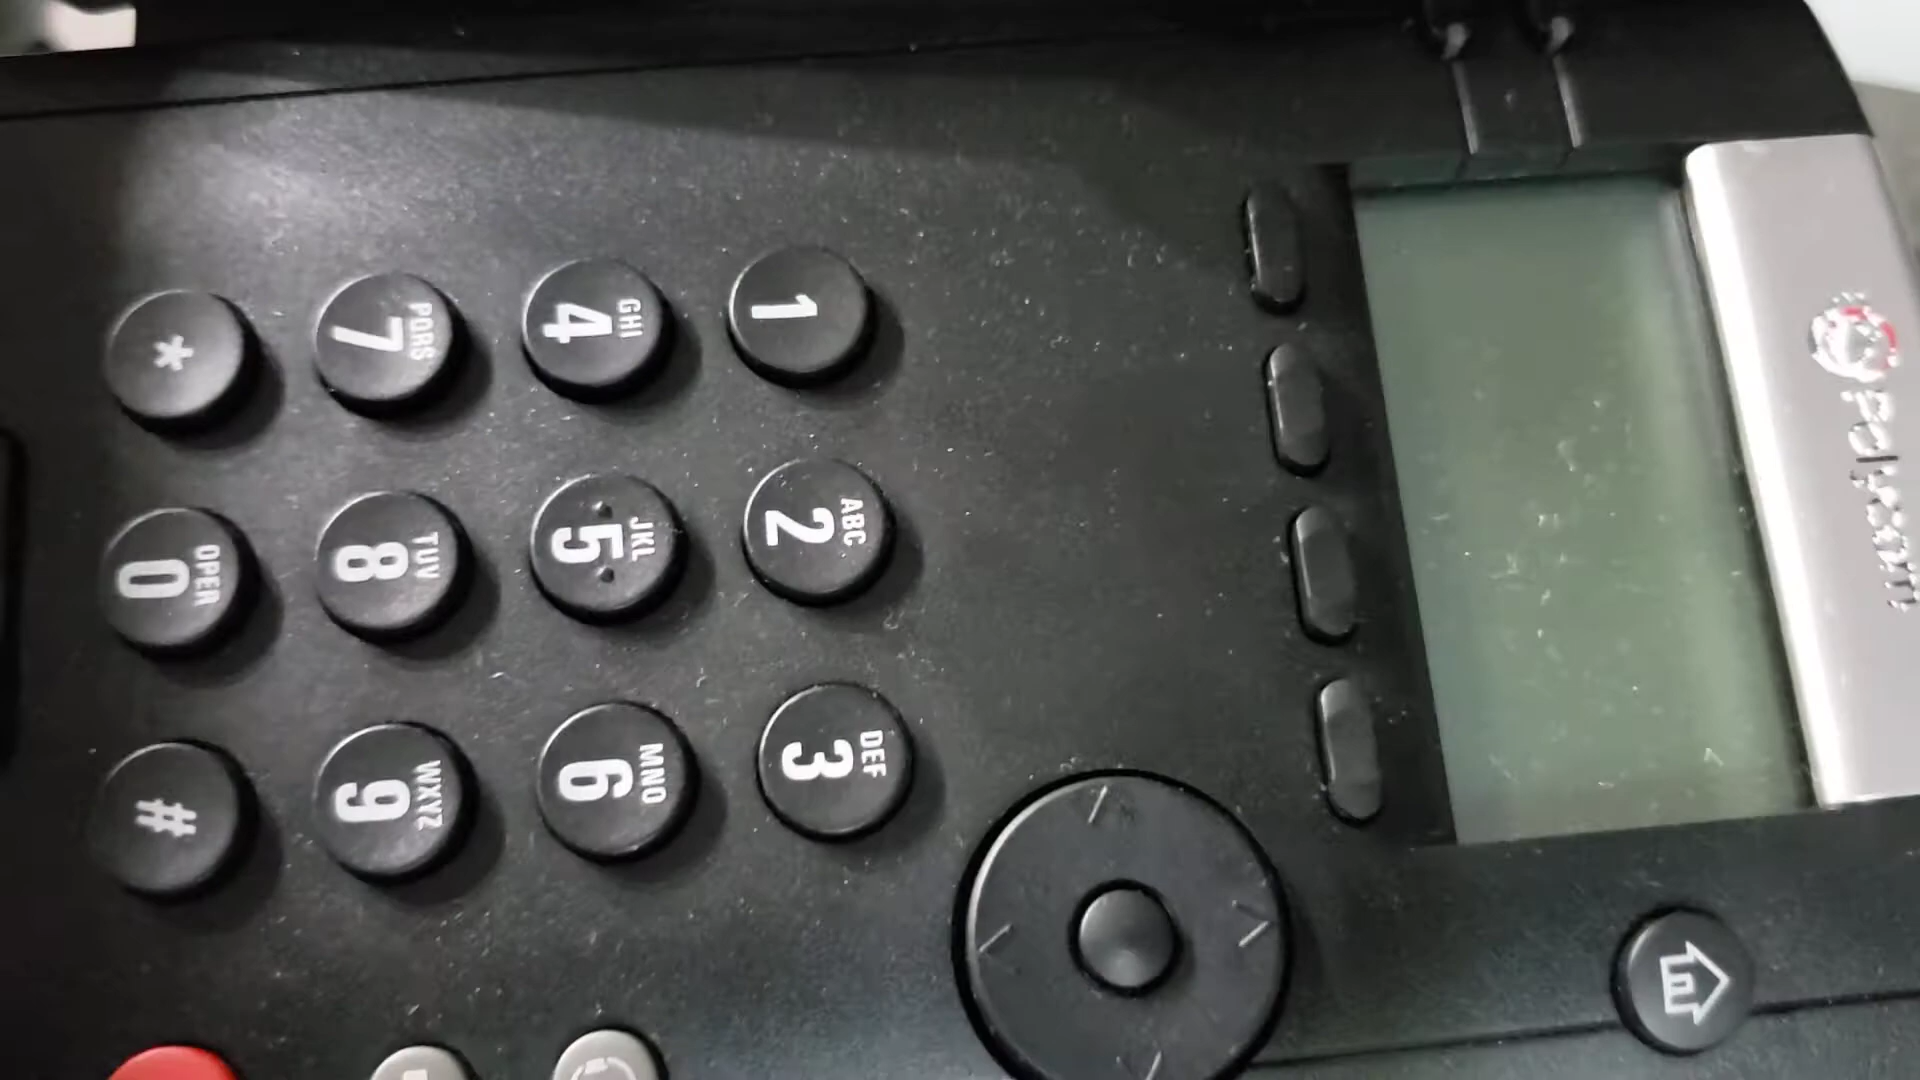 Polycom
1
2 ABC
3 DEF
4 GHI
5 JKL
6 MNO
7 PQRS
8 TUV
9 WXYZ
*
0 OPER
#